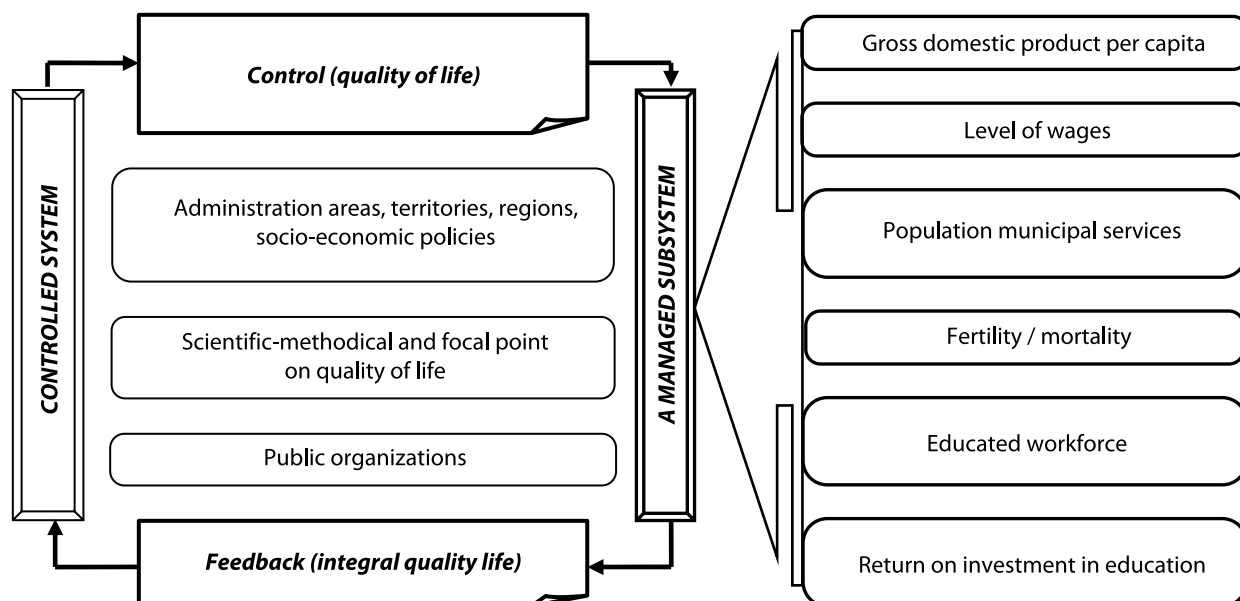 Control (quality of life)
CONTROLLED SYSTEM
Administration areas, territories, regions,
socio-economic policies
Scientific-methodical and focal point
on quality of life
Public organizations
Feedback (integral quality life)
A MANAGED SUBSYSTEM
Gross domestic product per capita
Level of wages
Population municipal services
Fertility / mortality
Educated workforce
Return on investment in education